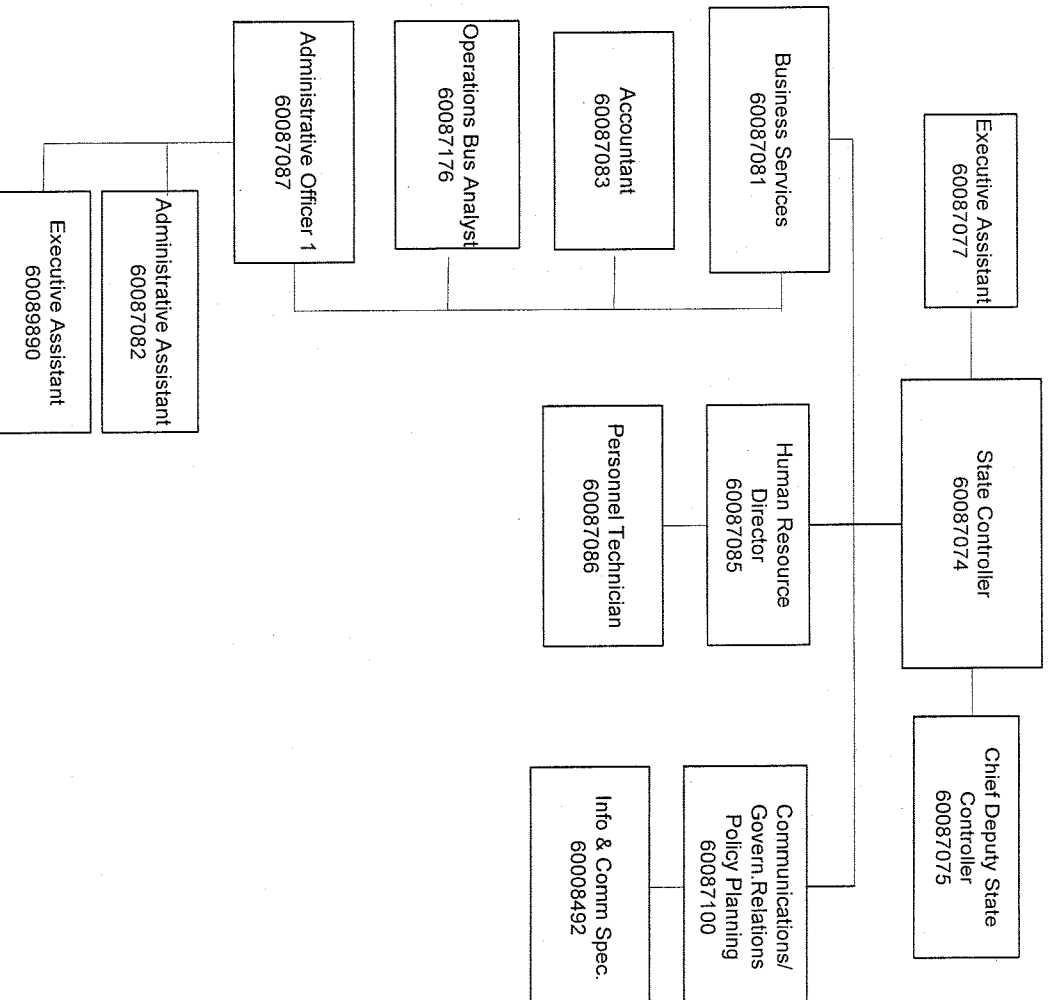 Executive Assistant
60087077
State Controller
60087074
Chief Deputy State
Controller
60087075
Business Services
60087081
Human Resource
Director
60087085
Communications/
Govern.Relations
Policy Planning
60087100
Accountant
60087083
Personnel Technician
60087086
Info & Comm Spec.
60008492
Operations Bus Analyst
60087176
Administrative Officer 1
60087087
Administrative Assistant
60087082
Executive Assistant
60089890